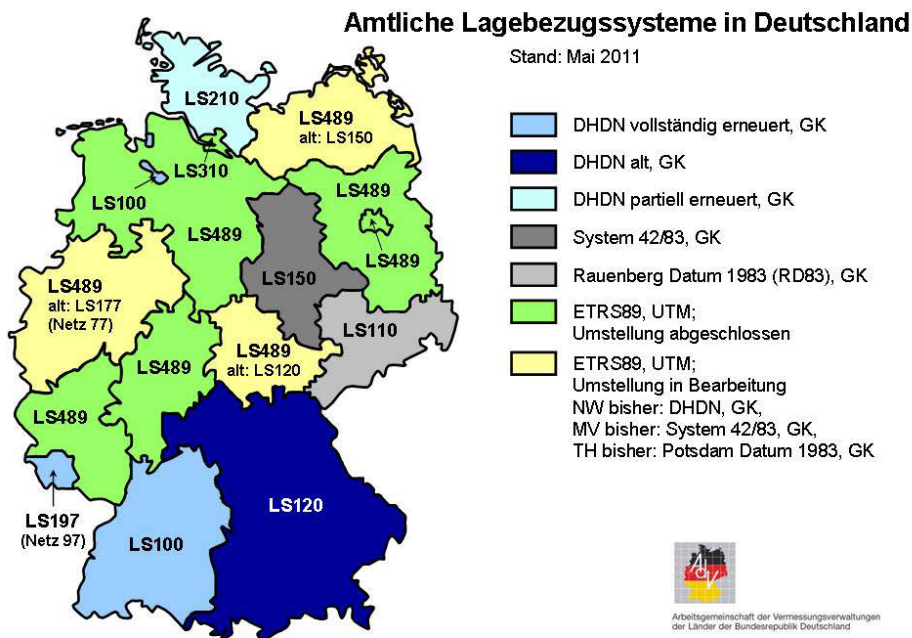 Amtliche Lagebezugssysteme in Deutschland
Stand: Mai 2011
DHDN vollständig erneuert, GK
DHDN alt, GK
DHDN partiell erneuert, GK
System 42/83, GK
Rauenberg Datum 1983 (RD83), GK
ETRS89, UTM;
Umstellung abgeschlossen
ETRS89, UTM;
Umstellung in Bearbeitung
NW bisher: DHDN, GK,
MV bisher: System 42/83, GK,
TH bisher: Potsdam Datum 1983, GK
LS210
LS489
alt: LS150
LS310
LS100
LS489
LS489
LS489
LS150
LS489
alt: LS177
(Netz 77)
LS110
LS489
alt: LS120
LS489
LS489
LS197
(Netz 97)
LS100
LS120
AdV
Arbeitsgemeinschaft der Vermessungsverwaltungen
der Länder der Bundesrepublik Deutschland